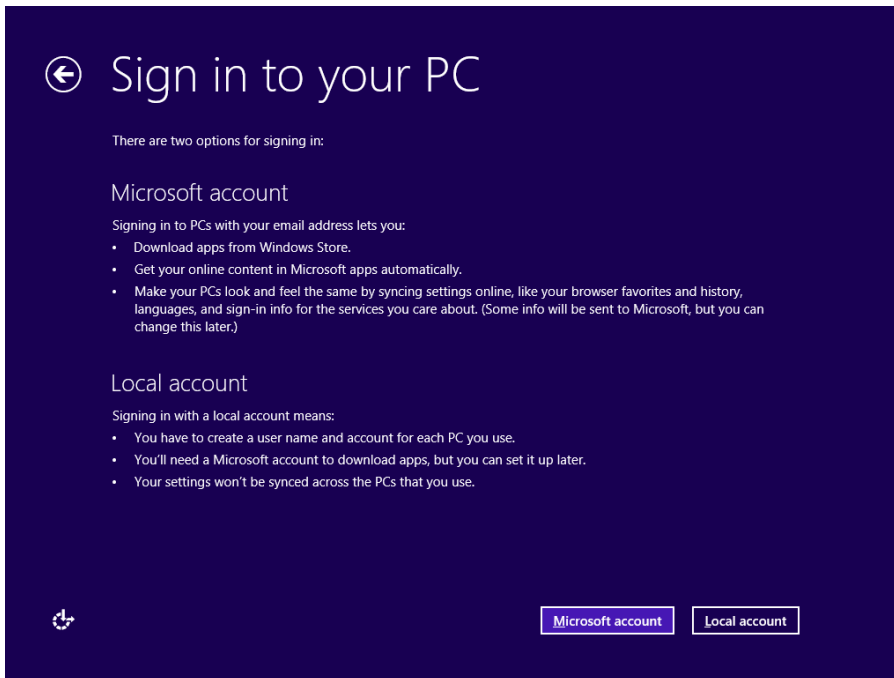 Sign in to your PC
There are two options for signing in:
Microsoft account
Signing in to PCs with your email address lets you:
• Download apps from Windows Store.
• Get your online content in Microsoft apps automatically.
• Make your PCs look and feel the same by syncing settings online, like your browser favorites and history,
languages, and sign-in info for the services you care about. (Some info will be sent to Microsoft, but you can
change this later.)
Local account
Signing in with a local account means:
• You have to create a user name and account for each PC you use.
• You'll need a Microsoft account to download apps, but you can set it up later.
• Your settings won't be synced across the PCs that you use.
Microsoft account
Local account